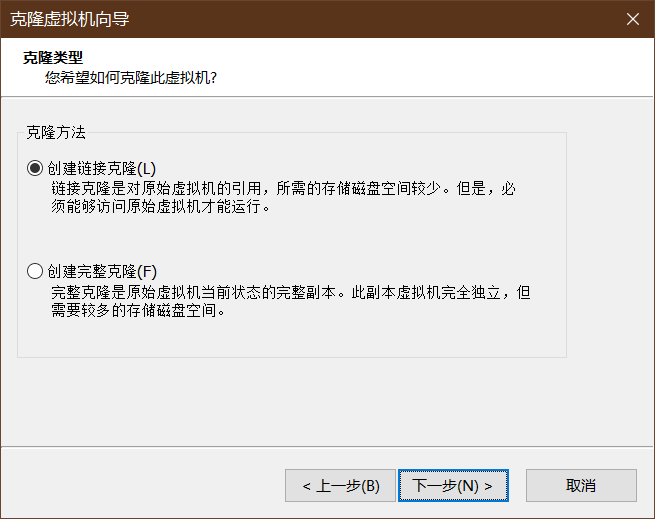 克隆虚拟机向导
克隆类型
您希望如何克隆此虚拟机?
克隆方法
创建链接克隆(L)
链接克隆是对原始虚拟机的引用，所需的存储磁盘空间较少。但是，必
须能够访问原始虚拟机才能运行。
创建完整克隆(F)
完整克隆是原始虚拟机当前状态的完整副本。此副本虚拟机完全独立，但
需要较多的存储磁盘空间。
< 上一步(B) 下一步(N) > 取消